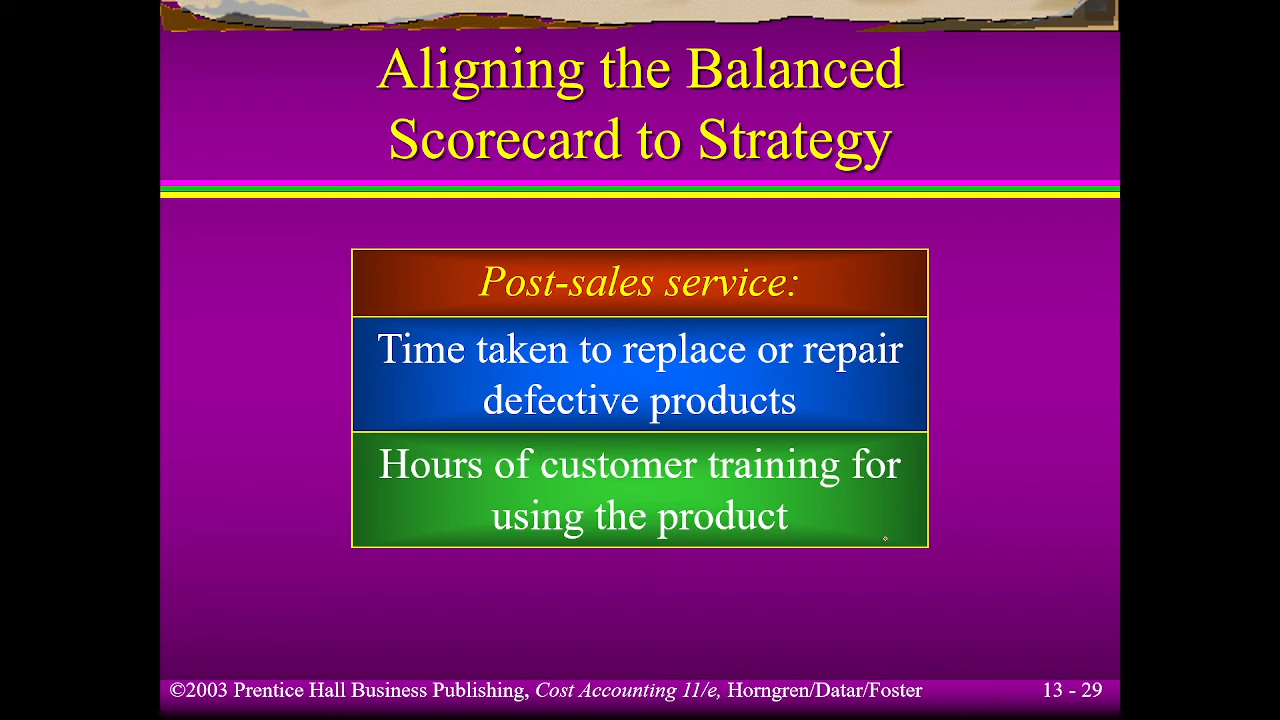 Aligning the Balanced
Scorecard to Strategy
Post-sales service:
Time taken to replace or repair
defective products
Hours of customer training for
using the product
©2003 Prentice Hall Business Publishing, Cost Accounting 11/e, Horngren/Datar/Foster
13 - 29